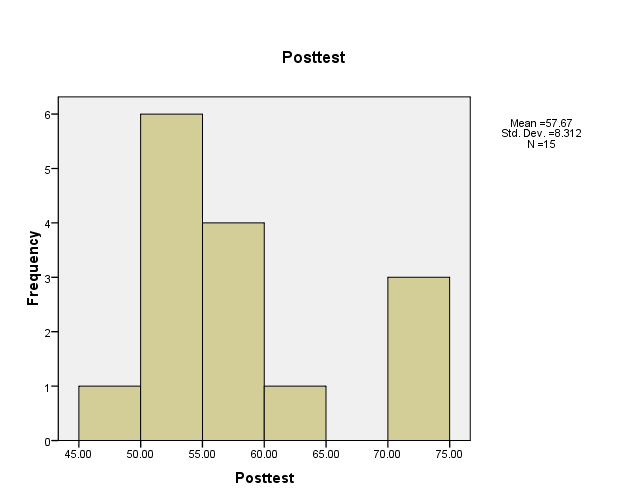 Posttest
Mean =57.67
Std. Dev. =8.312
N =15
Frequency
6
5
4
3
2
1
0
45.00 50.00 55.00 60.00 65.00 70.00 75.00
Posttest